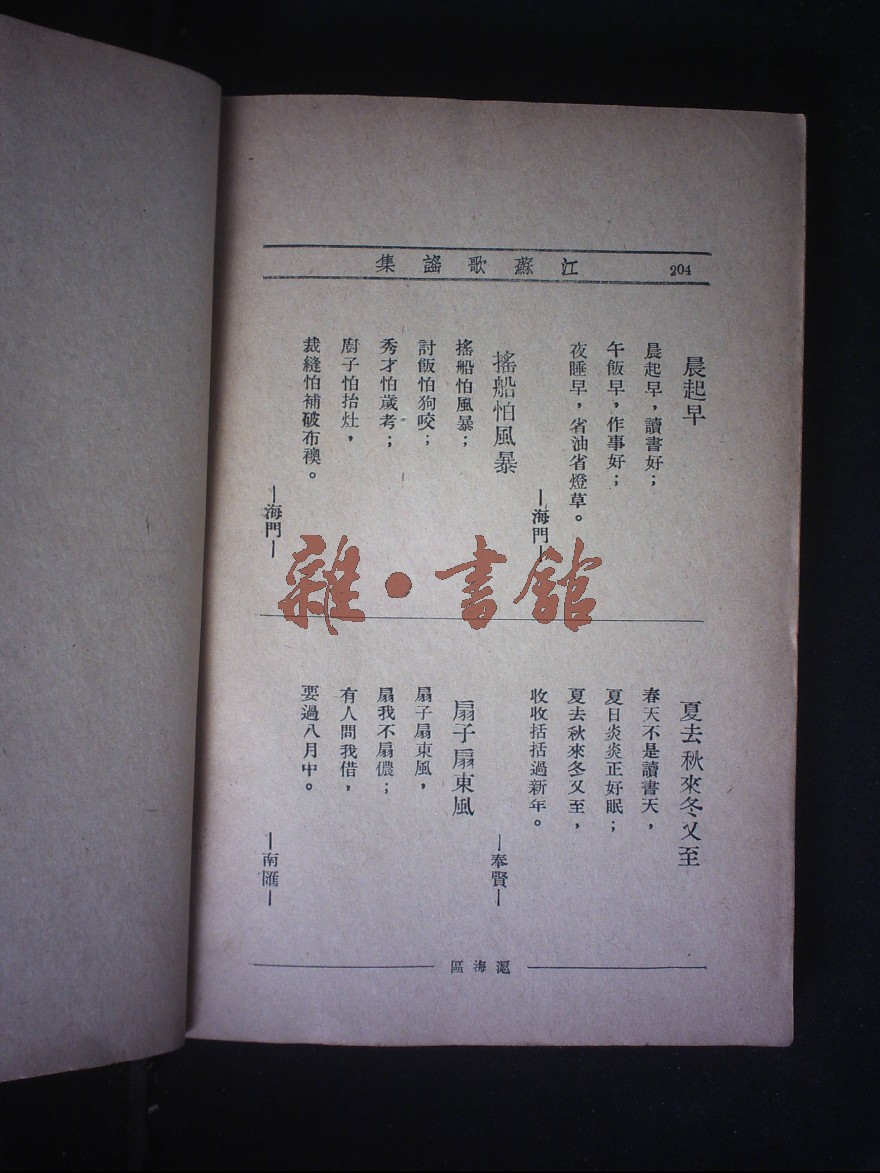 204
江蘇歌謠集
晨起早
晨起早，讀書好；
午飯早，作事好；
夜睡早，省油省燈草。
—海門—
搖船怕風暴
搖船怕風暴；
討飯怕狗咬；
秀才怕歲考；
廚子怕抬灶，
裁縫怕補破布襖。
—海門—
夏去秋來冬又至
春天不是讀書天，
夏日炎炎正好眠；
夏去秋來冬又至，
收收括括過新年。
—奉賢—
扇子扇東風
扇子扇東風，
扇我不扇儂；
有人問我借，
要過八月中。
—南匯—
滬海區
雜·書館